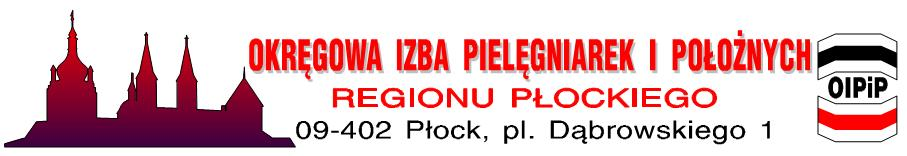 OKRĘGOWA IZBA PIELĘGNIAREK I POŁOŻNYCH
REGIONU PŁOCKIEGO
09-402 Płock, pl. Dąbrowskiego 1
OIPiP